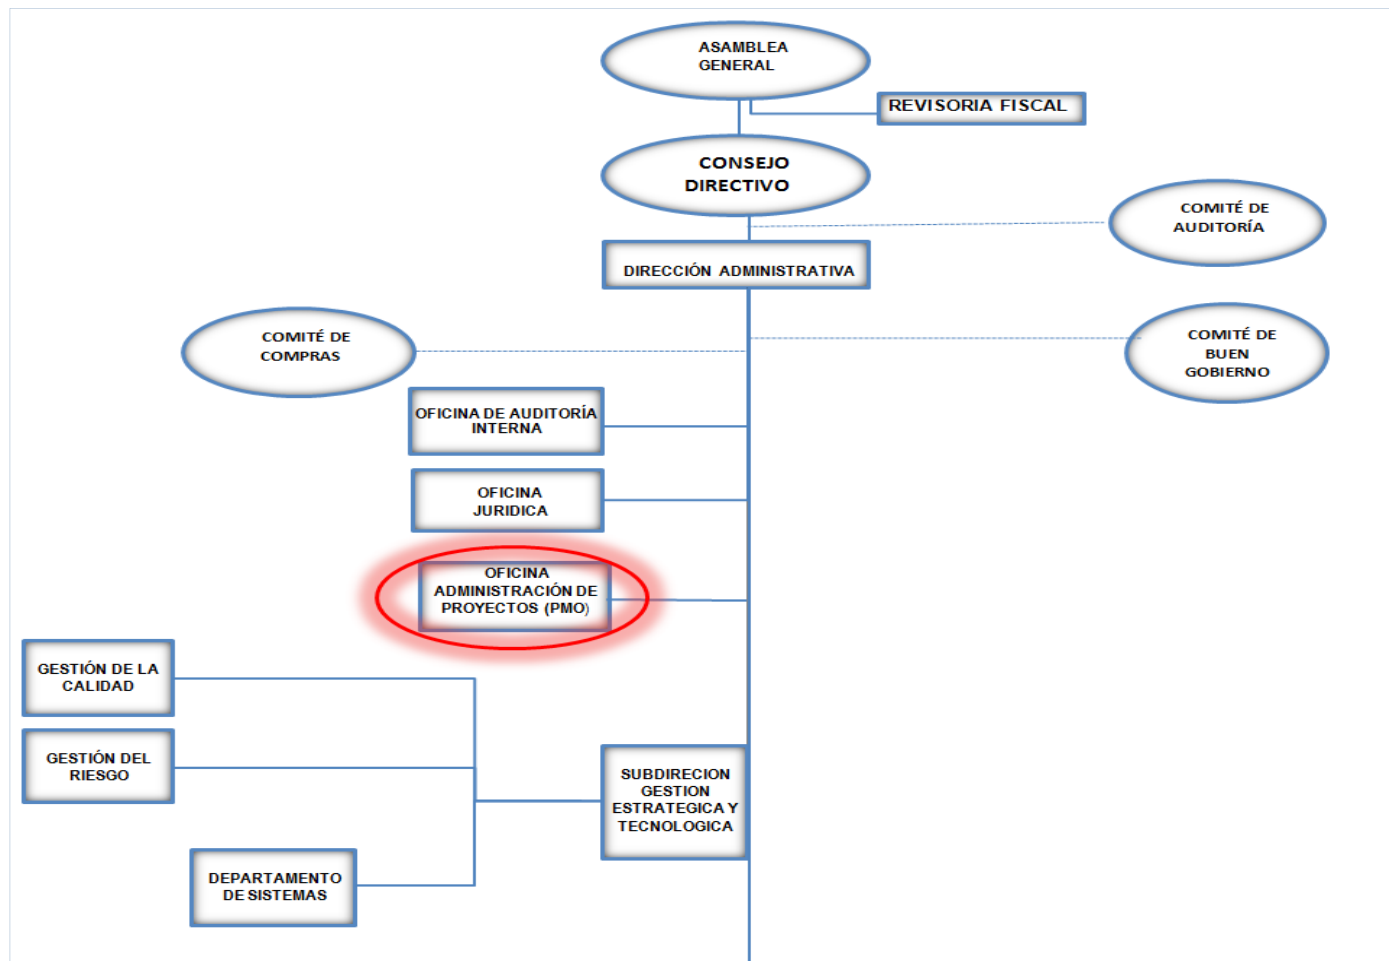 ASAMBLEA
GENERAL
REVISORIA FISCAL
CONSEJO
DIRECTIVO
COMITÉ DE
AUDITORÍA
DIRECCIÓN ADMINISTRATIVA
COMITÉ DE
COMPRAS
COMITÉ DE
BUEN
GOBIERNO
OFICINA DE AUDITORÍA
INTERNA
OFICINA
JURIDICA
OFICINA
ADMINISTRACIÓN DE
PROYECTOS (PMO)
GESTIÓN DE LA
CALIDAD
GESTIÓN DEL
RIESGO
SUBDIRECION
GESTION
ESTRATEGICA Y
TECNOLOGICA
DEPARTAMENTO
DE SISTEMAS